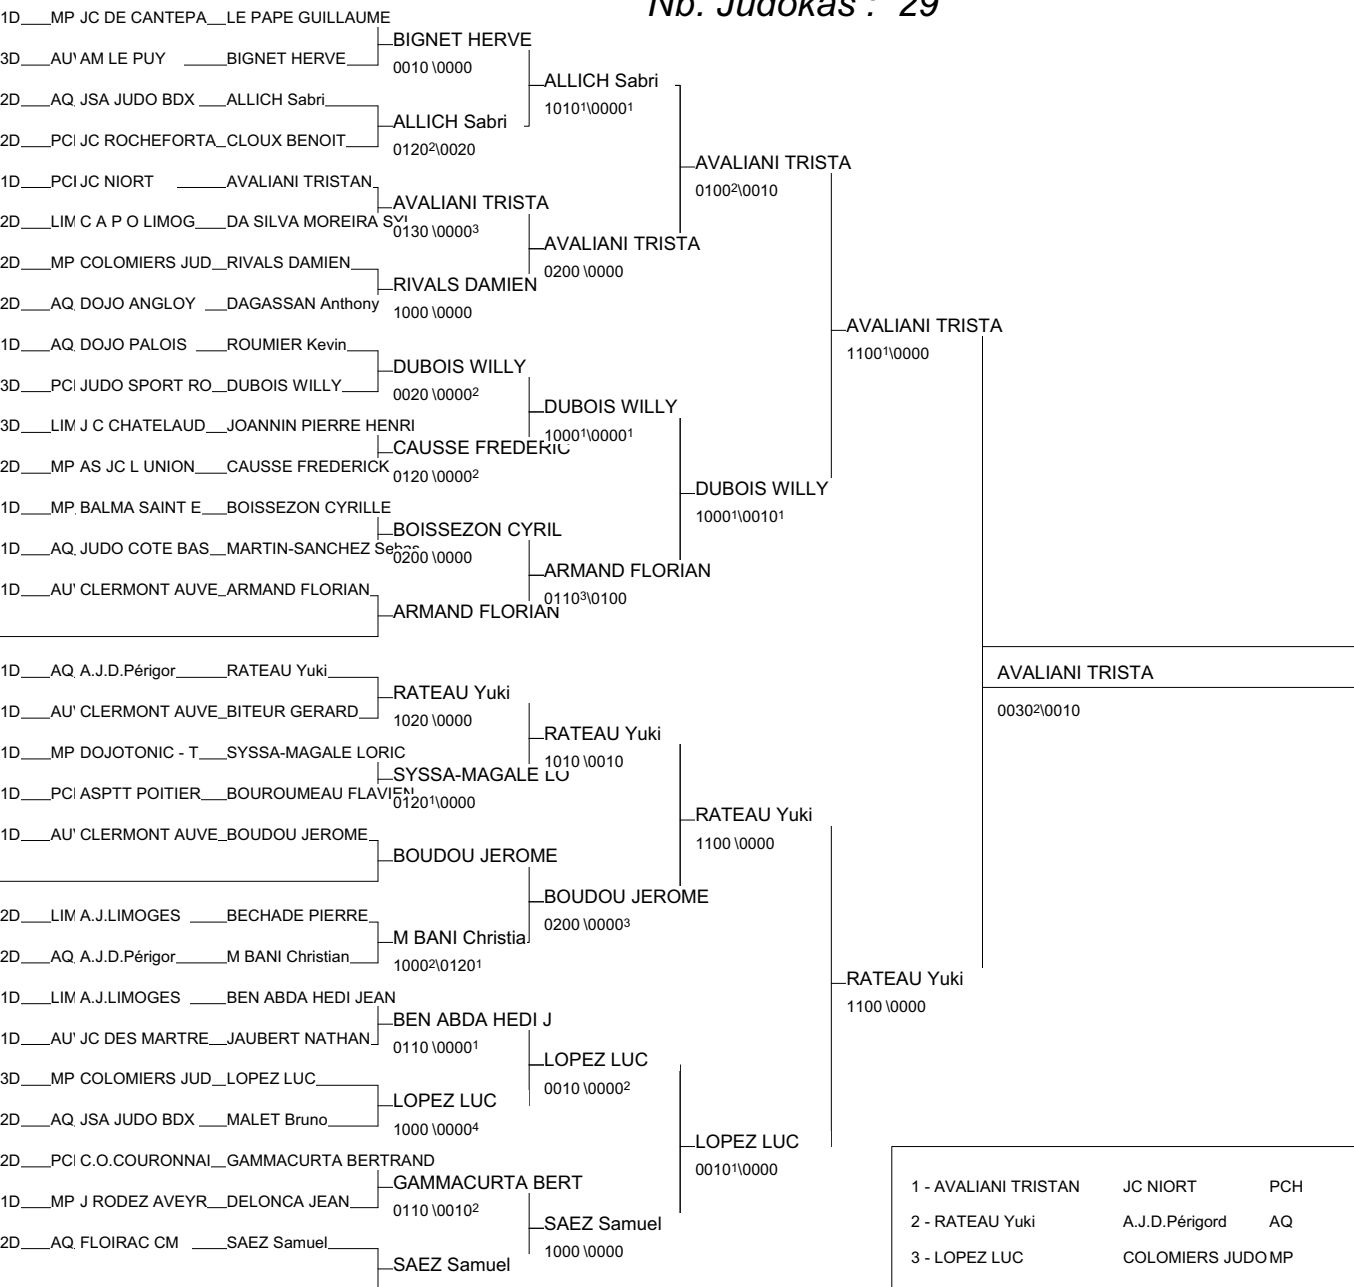 Nb. Judokas : 29
1D MP JC DE CANTEPA LE PAPE GUILLAUME
BIGNET HERVE
3D AU AM LE PUY BIGNET HERVE
0010 \0000
ALLICH Sabri
2D AQ JSA JUDO BDX ALLICH Sabri
10101\00001
ALLICH Sabri
2D PC JC ROCHEFORTA CLOUX BENOIT
01202\0020
AVALIANI TRISTA
1D PCI JC NIORT AVALIANI TRISTAN
01002\0010
AVALIANI TRISTA
2D LIM C A P O LIMOG DA SILVA MOREIRA SYL
0130 \00003
AVALIANI TRISTA
2D MP COLOMIERS JUD RIVALS DAMIEN
0200 \0000
RIVALS DAMIEN
2D AQ DOJO ANGLOY DAGASSAN Anthony
1000 \0000
AVALIANI TRISTA
1D AQ DOJO PALOIS ROUMIER Kevin
11001\0000
DUBOIS WILLY
3D PC JUDO SPORT RO DUBOIS WILLY
0020 \00002
DUBOIS WILLY
3D LIM J C CHATELAUD JOANNIN PIERRE HENRI
10001\00001
CAUSSE FREDERIC
2D MP AS JC L UNION CAUSSE FREDERICK
0120 \00002
DUBOIS WILLY
1D MP BALMA SAINT E BOISSEZON CYRILLE
10001\00101
BOISSEZON CYRIL
1D AQ JUDO COTE BAS MARTIN-SANCHEZ Sebas
0200 \0000
ARMAND FLORIAN
1D AU CLERMONT AUVE ARMAND FLORIAN
01103\0100
ARMAND FLORIAN
1D AQ A.J.D.Périgor RATEAU Yuki
AVALIANI TRISTA
RATEAU Yuki
1D AU CLERMONT AUVE BITEUR GERARD
00302\0010
1020 \0000
RATEAU Yuki
1D MP DOJOTONIC - T SYSSA-MAGALE LORIC
1010 \0010
SYSSA-MAGALE LO
1D PC ASPTT POITIER BOUROUMEAU FLAVIEN
01201\0000
RATEAU Yuki
1D AU CLERMONT AUVE BOUDOU JEROME
1100 \0000
BOUDOU JEROME
BOUDOU JEROME
2D LIM A.J.LIMOGES BECHADE PIERRE
0200 \00003
M BANI Christia
2D AQ A.J.D.Périgor M BANI Christian
10002\01201
RATEAU Yuki
1D LIM A.J.LIMOGES BEN ABDA HEDI JEAN
1100 \0000
BEN ABDA HEDI J
1D AU JC DES MARTRE JAUBERT NATHAN
0110 \00001
LOPEZ LUC
3D MP COLOMIERS JUD LOPEZ LUC
0010 \00002
LOPEZ LUC
2D AQ JSA JUDO BDX MALET Bruno
1000 \00004
LOPEZ LUC
2D PC C.O.COURONNAI GAMMACURTA BERTRAND
00101\0000
GAMMACURTA BERT
1 - AVALIANI TRISTAN JC NIORT PCH
1D MP J RODEZ AVEYR DELONCA JEAN
0110 \00102
SAEZ Samuel
2 - RATEAU Yuki A.J.D.Périgord AQ
2D AQ FLOIRAC CM SAEZ Samuel
1000 \0000
3 - LOPEZ LUC COLOMIERS JUDO MP
SAEZ Samuel